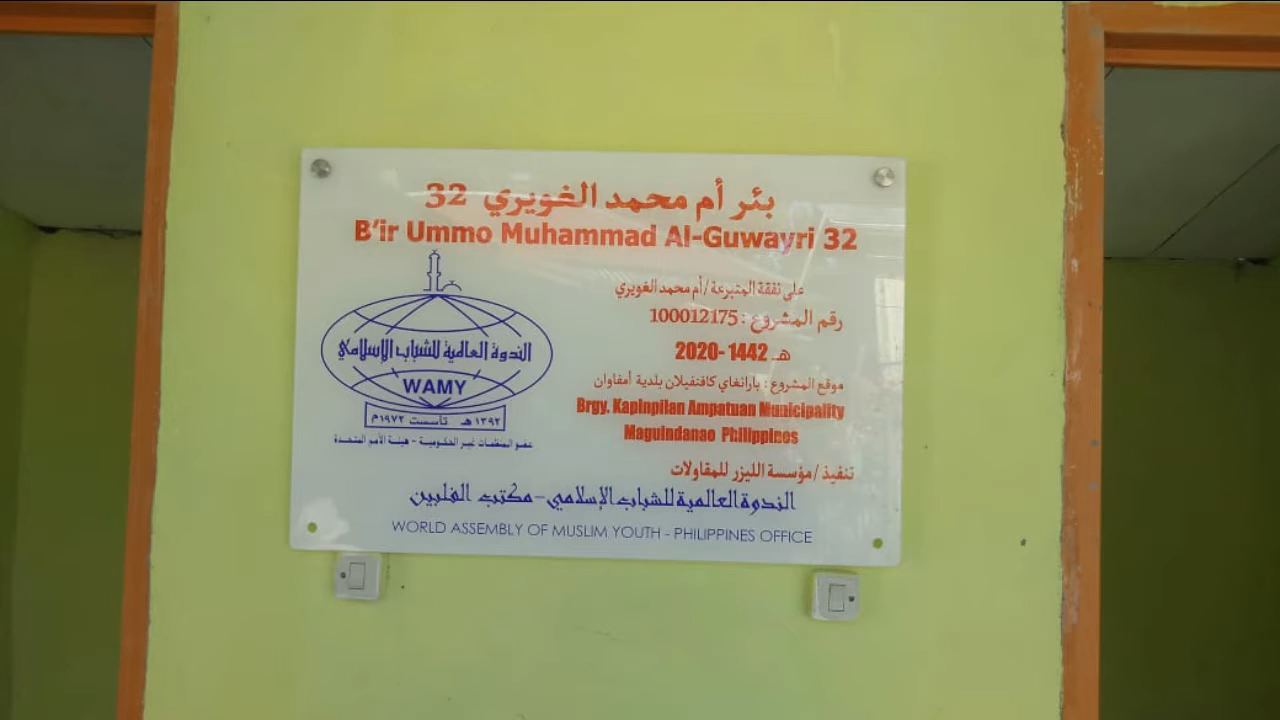 بئر أم محمد الغويري 32
B'ir Ummo Muhammad Al-Guwayri 32
على نفقة المتبرعة / أم محمد الغويري
رقم المشروع : 100012175
2020- 1442 هـ
موقع المشروع : بارانغاي كافنفيلان بلدية أمفاوان
Brgy. Kapinpilan Ampatuan Municipality
Maguindanao Philippines
تنفيذ / مؤسسة الليزر للمقاولات
الندوة العالمية للشباب الإسلامي
WAMY
١٣٩٢هـ تأسست ١٩٧٢م
عضو المنظمات غير الحكومية - هيئة الأمم المتحدة
الندوة العالمية للشباب الإسلامي - مكتب الفلبين
WORLD ASSEMBLY OF MUSLIM YOUTH - PHILIPPINES OFFICE